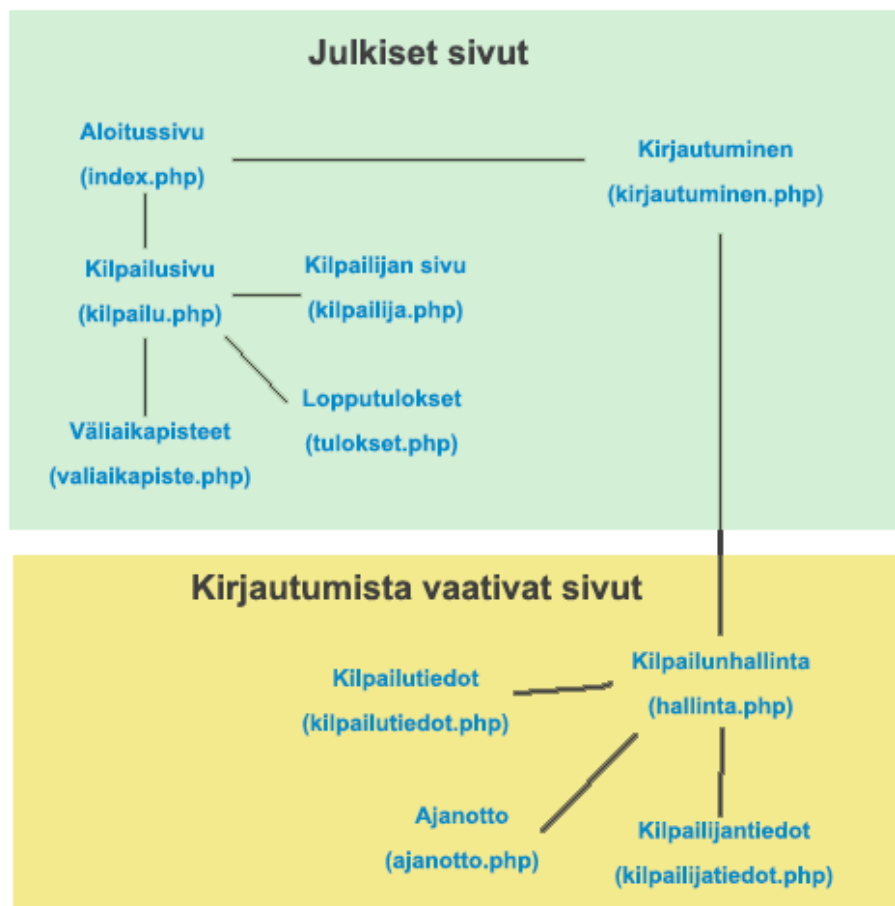 Julkiset sivut
Aloitussivu
(index.php)
Kirjautuminen
(kirjautuminen.php)
Kilpailusivu
(kilpailu.php)
Kilpailijan sivu
(kilpailija.php)
Lopputulokset
(tulokset.php)
Väliaikapisteet
(valiaikapiste.php)
Kirjautumista vaativat sivut
Kilpailunhallinta
(hallinta.php)
Kilpailutiedot
(kilpailutiedot.php)
Ajanotto
(ajanotto.php)
Kilpailijantiedot
(kilpailijatiedot.php)